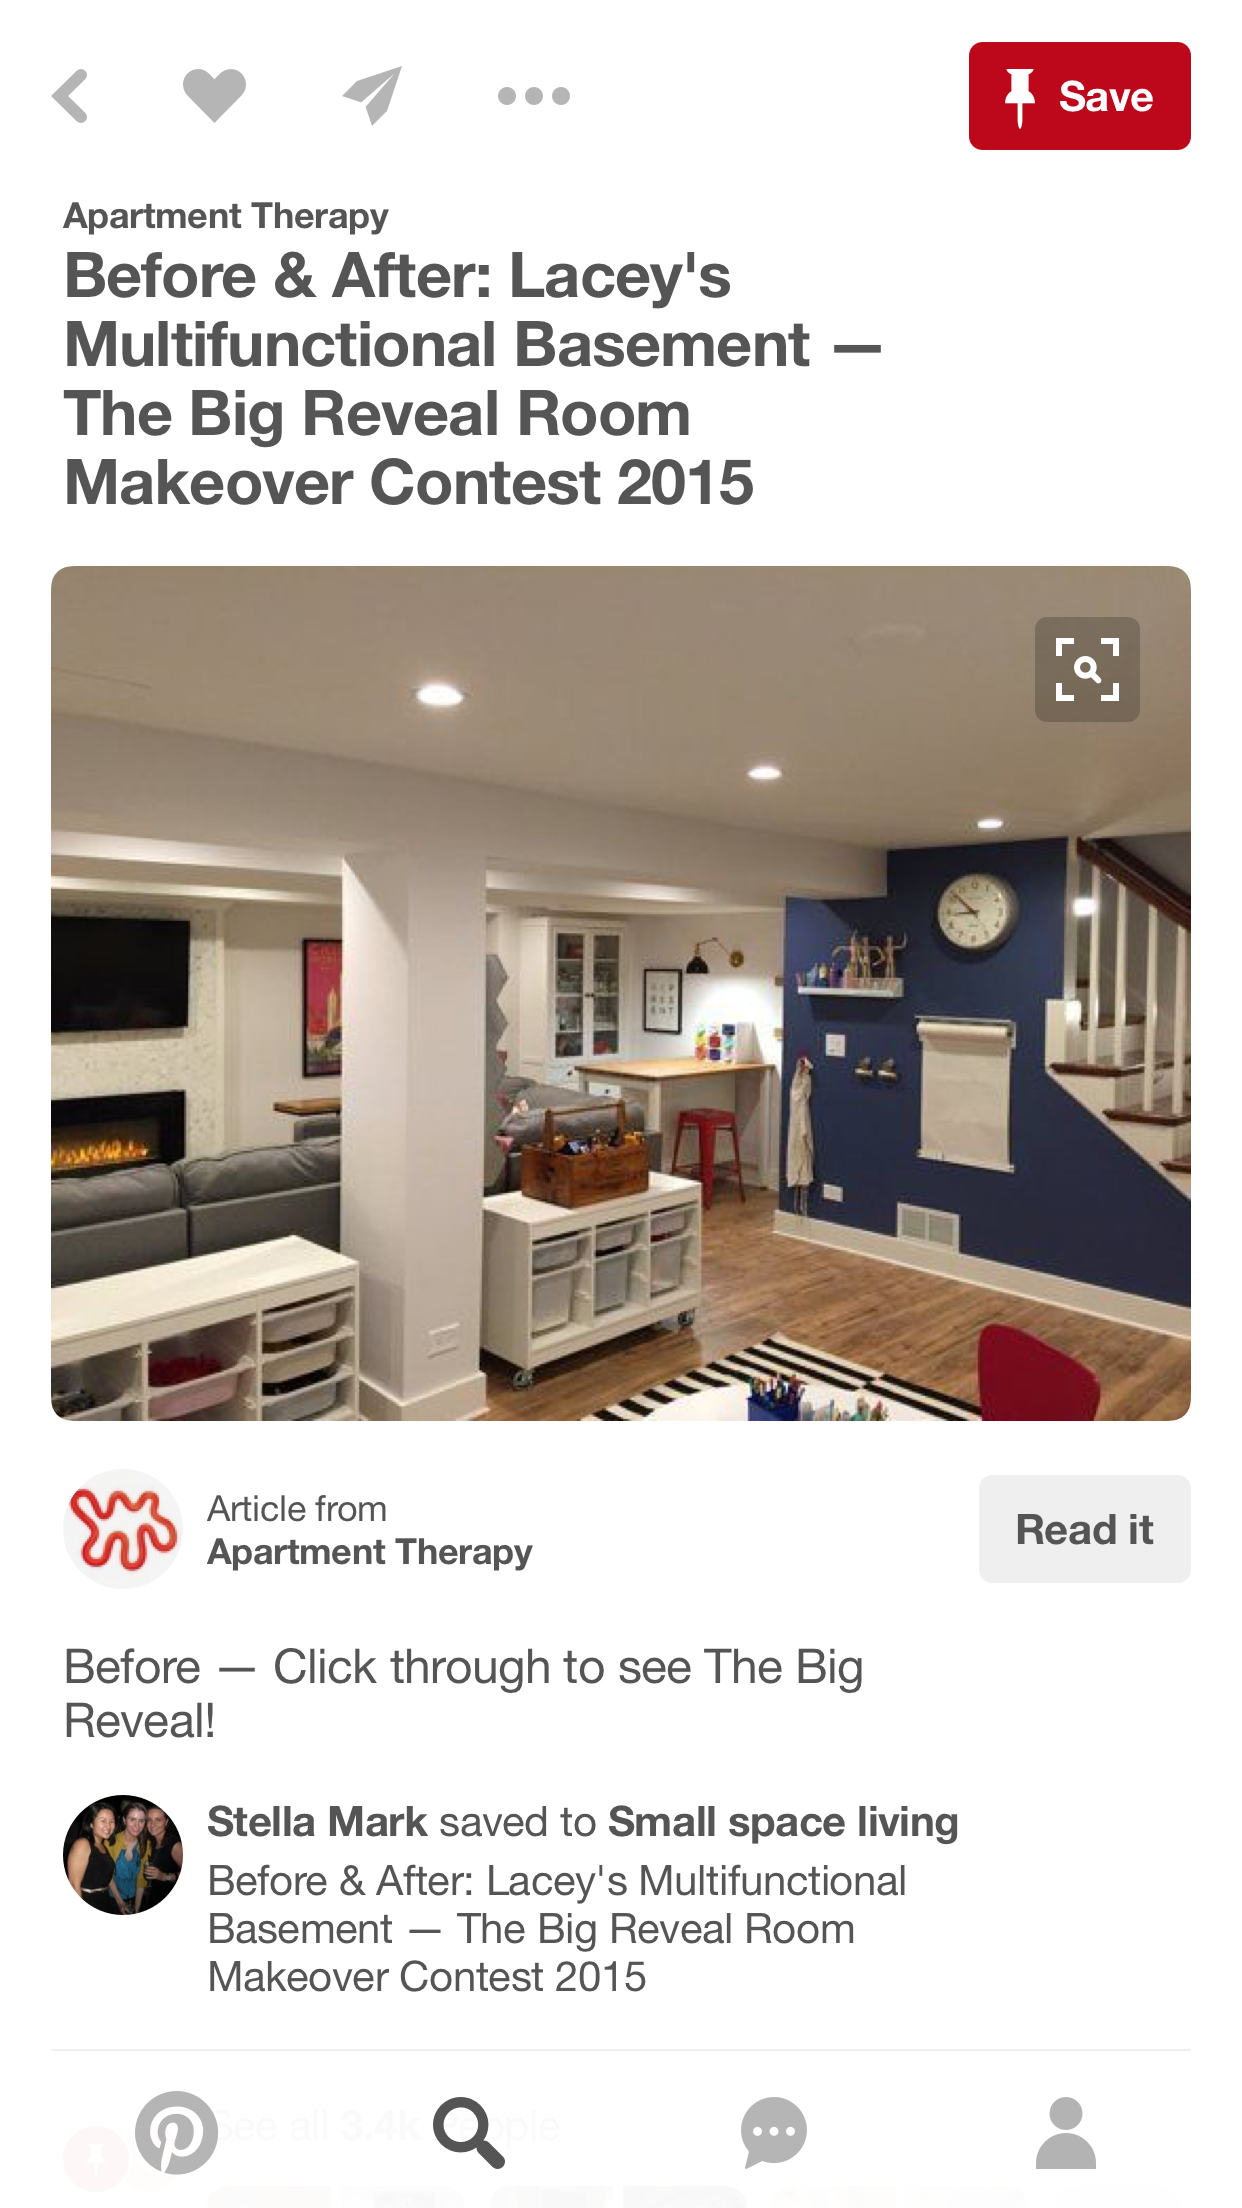 Save
Apartment Therapy
Before & After: Lacey's
Multifunctional Basement —
The Big Reveal Room
Makeover Contest 2015
Article from
Apartment Therapy
Read it
Before — Click through to see The Big
Reveal!
Stella Mark saved to Small space living
Before & After: Lacey's Multifunctional
Basement — The Big Reveal Room
Makeover Contest 2015
See all 3.4k People